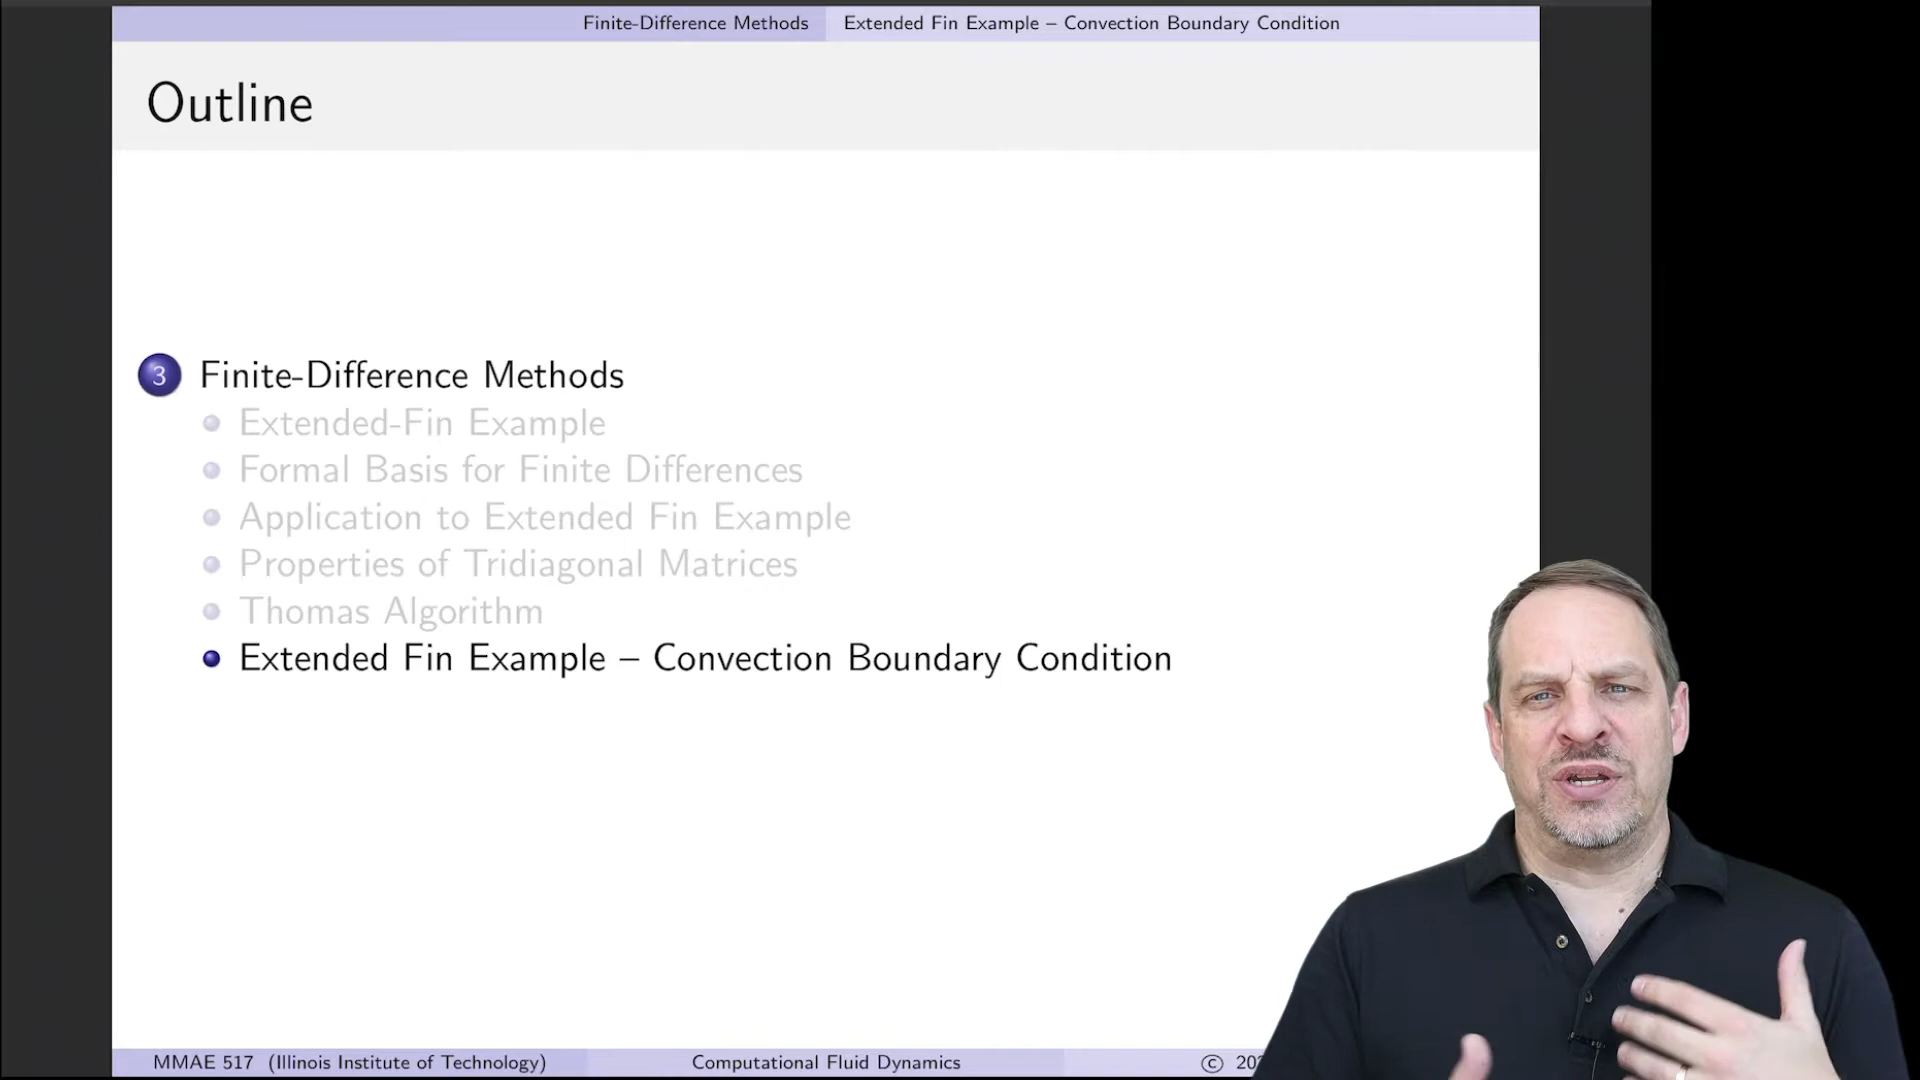 Finite-Difference Methods Extended Fin Example – Convection Boundary Condition
Outline
3 Finite-Difference Methods
Extended-Fin Example
Formal Basis for Finite Differences
Application to Extended Fin Example
Properties of Tridiagonal Matrices
Thomas Algorithm
Extended Fin Example – Convection Boundary Condition
MMAE 517 (Illinois Institute of Technology) Computational Fluid Dynamics ©